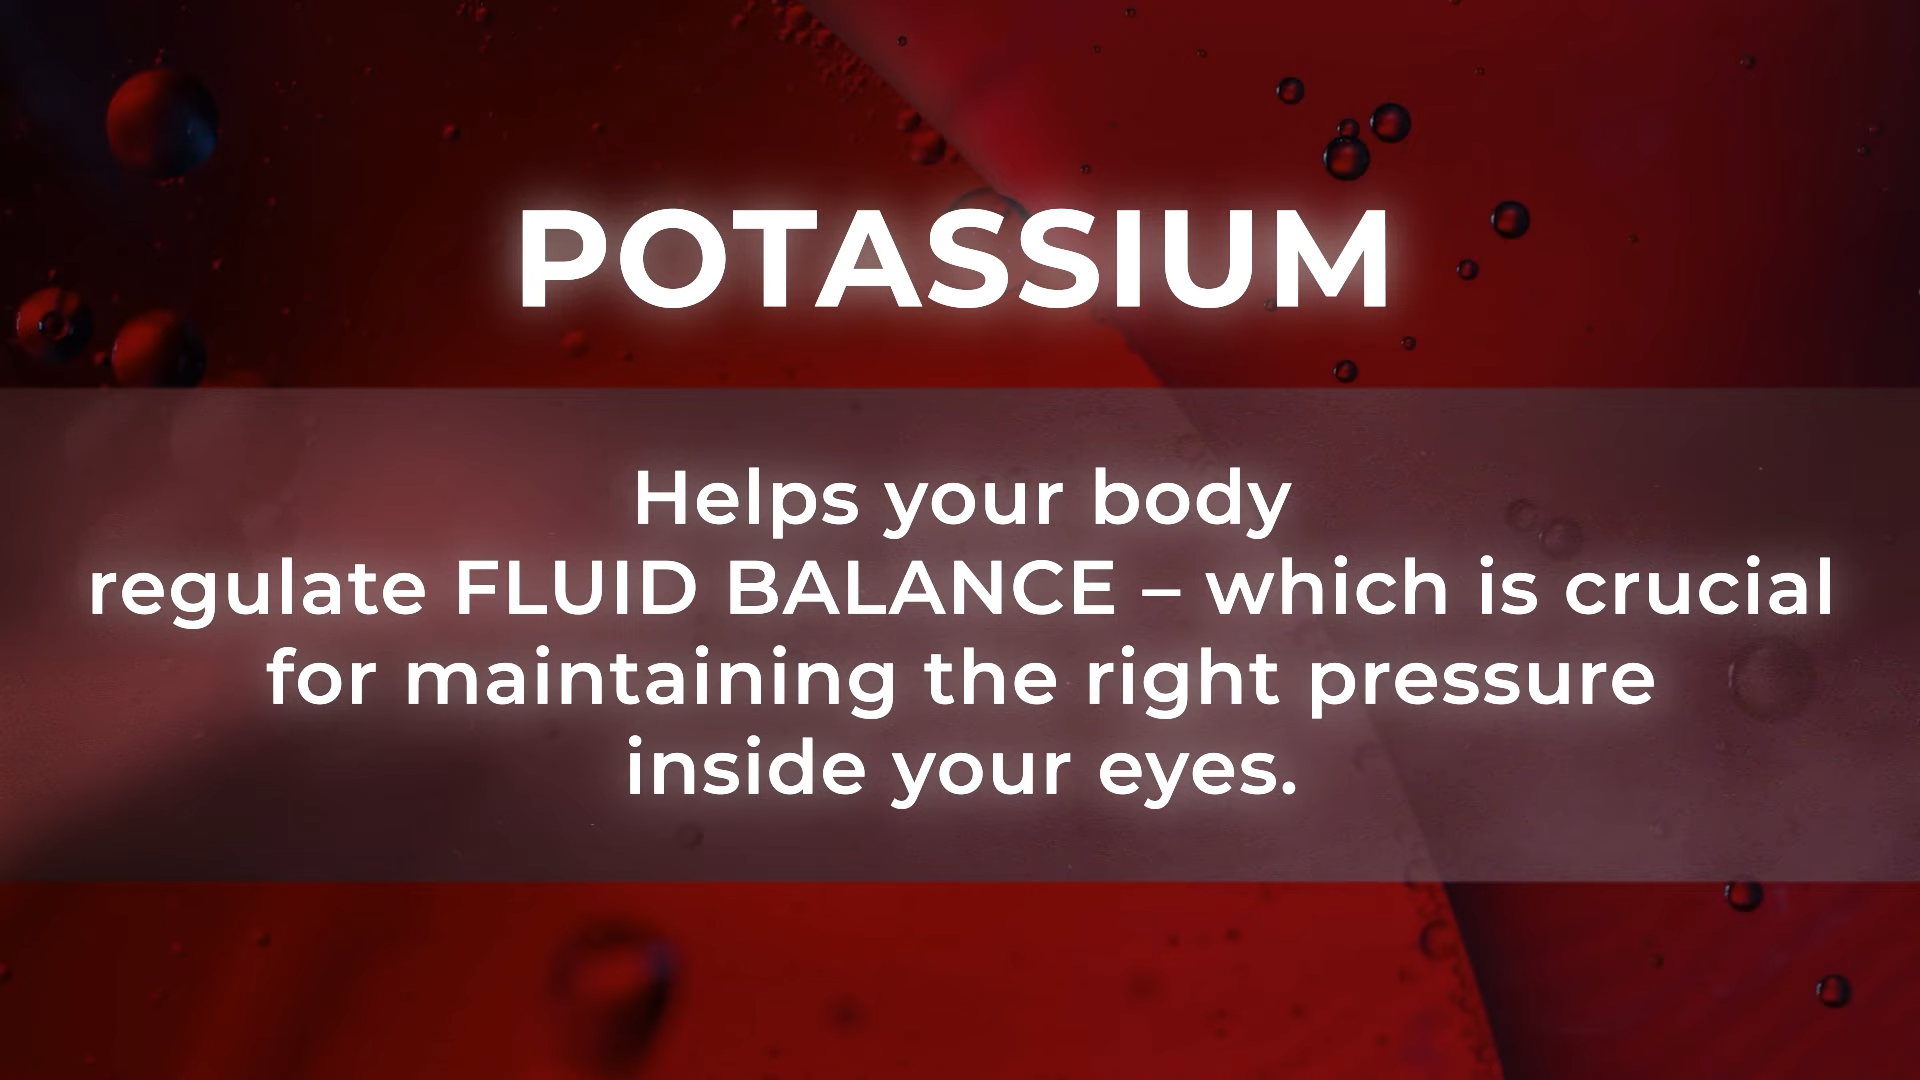 POTASSIUM
Helps your body
regulate FLUID BALANCE – which is crucial
for maintaining the right pressure
inside your eyes.